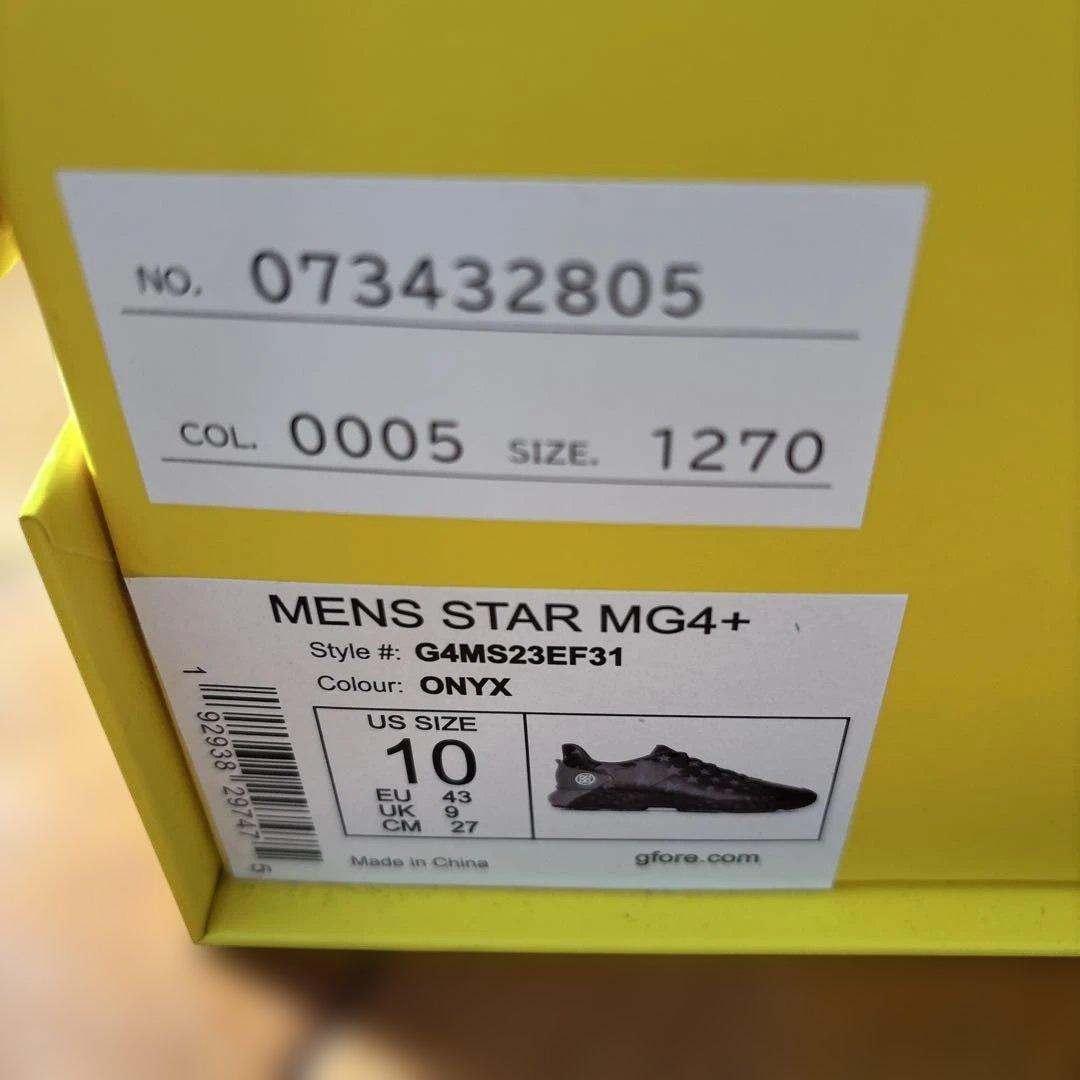 NO. 073432805
COL. 0005 SIZE. 1270
MENS STAR MG4+
Style #: G4MS23EF31
Colour: ONYX
US SIZE
10
EU 43
UK 9
CM 27
1 92938 29747 5
Made in China
gfore.com